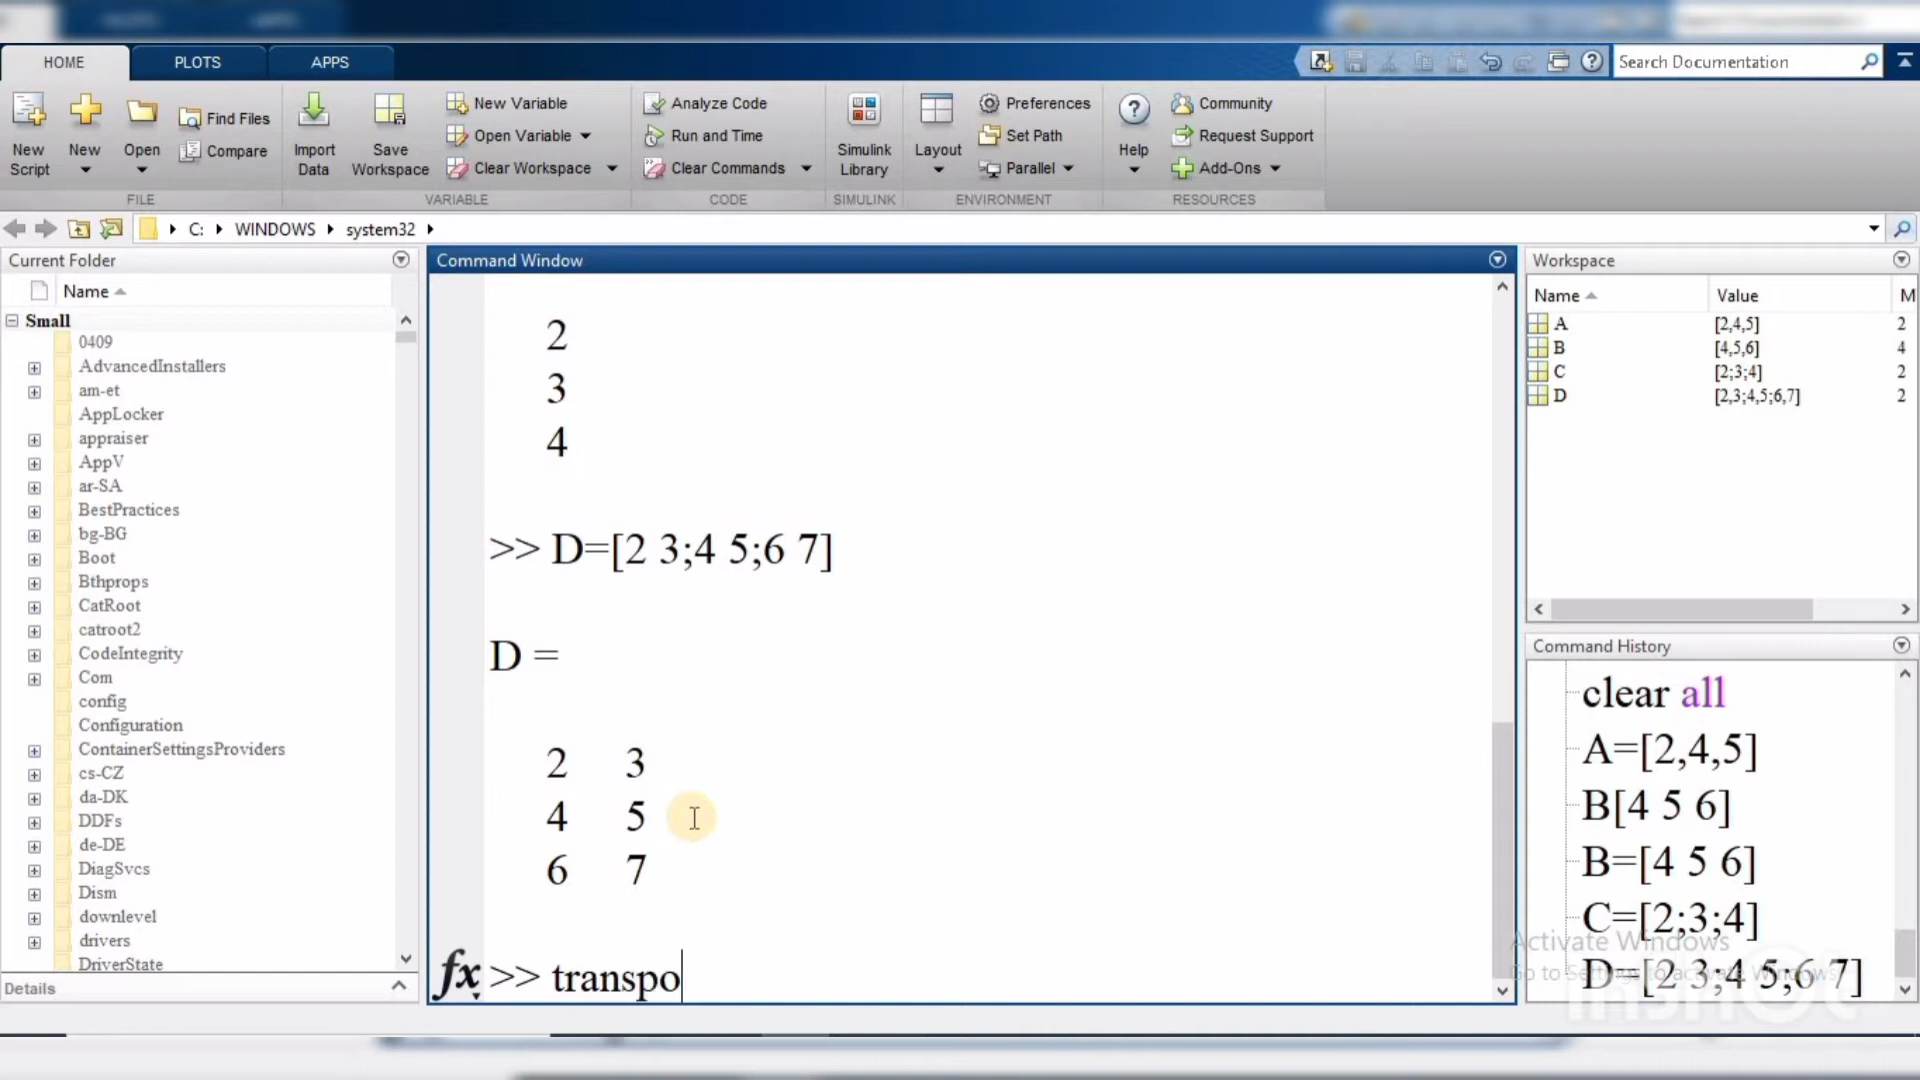 HOME PLOTS APPS
Search Documentation
New Script
New
Open
Find Files
Compare
FILE
Import Data
Save Workspace
New Variable
Open Variable
Clear Workspace
VARIABLE
Analyze Code
Run and Time
Clear Commands
CODE
Simulink Library
SIMULINK
Layout
Preferences
Set Path
Parallel
ENVIRONMENT
Help
Community
Request Support
Add-Ons
RESOURCES
C: WINDOWS system32
Current Folder
Name
Small
0409
AdvancedInstallers
am-et
AppLocker
appraiser
AppV
ar-SA
BestPractices
bg-BG
Boot
Bthprops
CatRoot
catroot2
CodeIntegrity
Com
config
Configuration
ContainerSettingsProviders
cs-CZ
da-DK
DDFs
de-DE
DiagSvcs
Dism
downlevel
drivers
DriverState
Details
Command Window
2
3
4
>> D=[2 3;4 5;6 7]
D =
2 3
4 5
6 7
fx >> transpo
Workspace
Name Value M
A [2,4,5] 2
B [4,5,6] 4
C [2;3;4] 2
D [2,3;4,5;6,7] 2
Command History
clear all
A=[2,4,5]
B[4 5 6]
B=[4 5 6]
C=[2;3;4]
D=[2 3;4 5;6 7]
Activate Windows
Go to Settings to activate Windows.